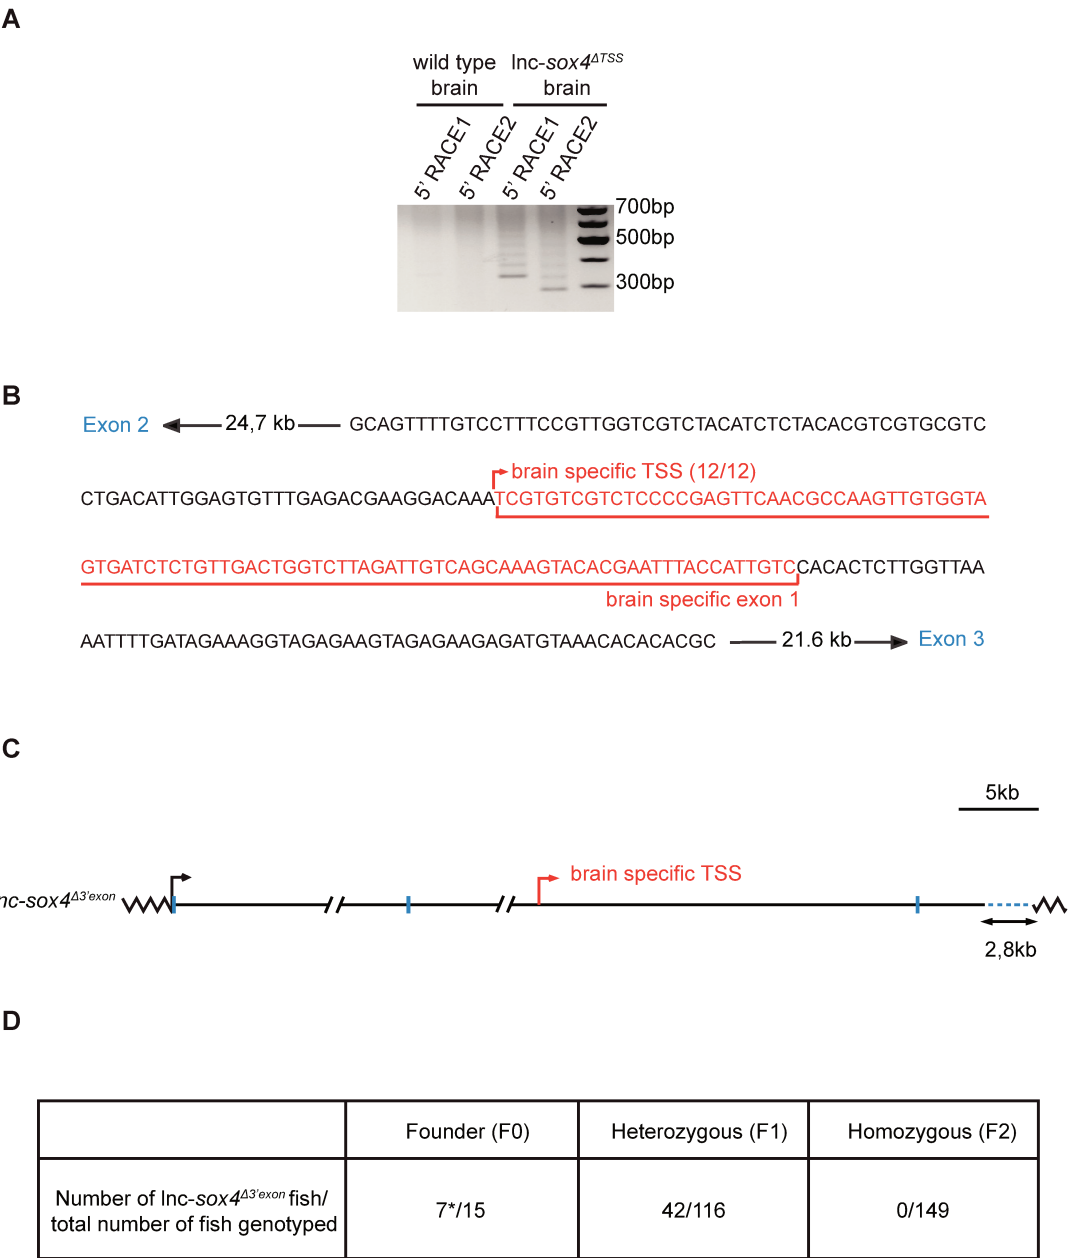 A
wild type
brain
lnc-sox4ΔTSS
brain
5' RACE1
5' RACE2
5' RACE1
5' RACE2
700bp
500bp
300bp
B
Exon 2
24,7 kb
GCAGTTTTGTCCTTTCCGTTGGTCGTCTACATCTCTACACGTCGTGCGTC
brain specific TSS (12/12)
CTGACATTGGAGTGTTTGAGACGAAGGACAAATCGTGTCGTCTCCCCGAGTTCAACGCCAAGTTGTGGTA
GTGATCTCTGTTGACTGGTCTTAGATTGTCAGCAAAGTACACGAATTTACCATTGTCCACACTCTTGGTTAA
brain specific exon 1
AATTTTGATAGAAAGGTAGAGAAGTAGAGAAGAGATGTAAACACACACGC
21.6 kb
Exon 3
C
5kb
brain specific TSS
nc-sox4Δ3'exon
2,8kb
D
Founder (F0)
Heterozygous (F1)
Homozygous (F2)
Number of lnc-sox4Δ3'exon fish/
total number of fish genotyped
7*/15
42/116
0/149